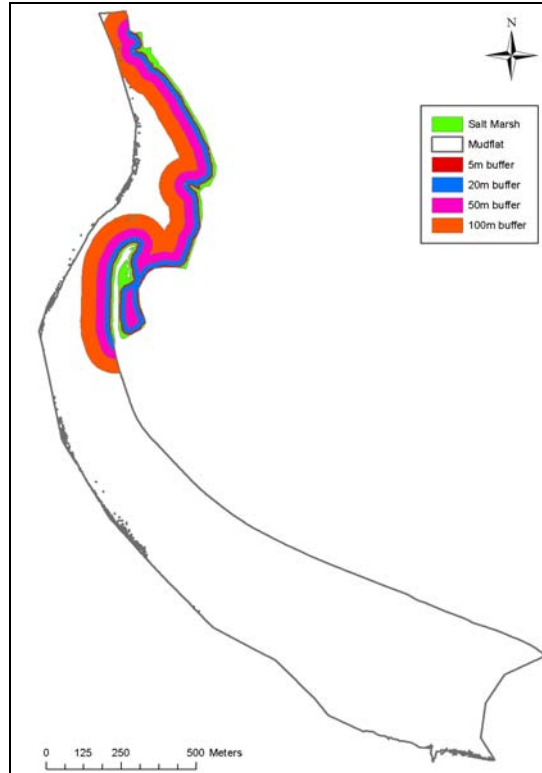 N
Salt Marsh
Mudflat
5m buffer
20m buffer
50m buffer
100m buffer
0 125 250 500 Meters